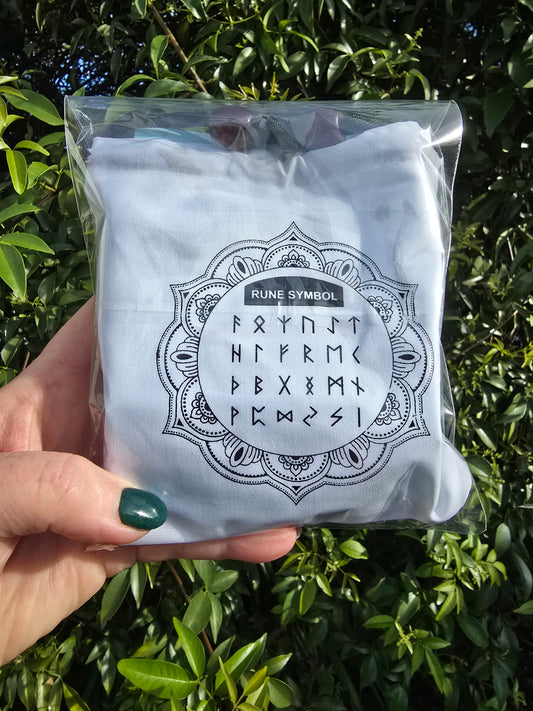 RUNE SYMBOL
ᚨ ᛟ ᛉ ᚢ ᛇ ᛏ
ᚺ ᛚ ᚠ ᚱ ᛖ ᚲ
ᚦ ᛒ ᚷ ᛝ ᛗ ᚾ
ᚹ ᛈ ᛞ ᛃ ᛊ ᛁ